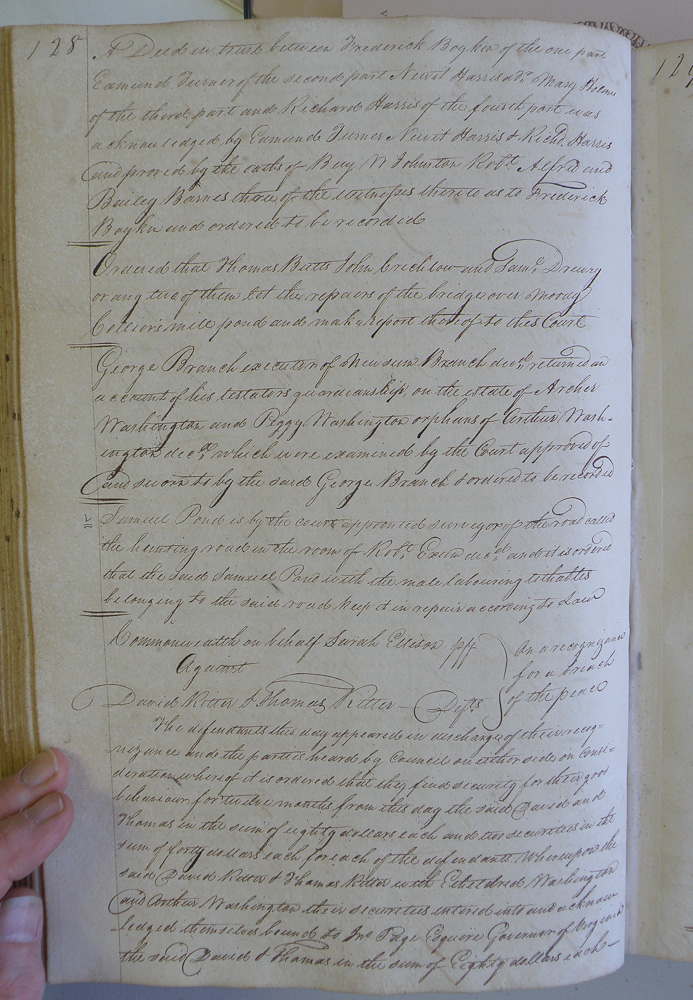 128
A Deed in trust between Frederick Boykin of the one part
Edmund Turner of the second part Newit Harris & Mary Holmes
of the third part and Richard Harris of the fourth part was
acknowledged by Edmunds Turner Newit Harris & Richd. Harris
and proved by the oaths of Benj W Johnston Robt. Alfred and
Bailey Barnes three of the witnesses thereto as to Frederick
Boykin and ordered to be recorded
Ordered that Thomas Butts John Crichlow and Saml. Drewry
or any two of them let the repairs of the bridge over Moody
mill pond and make report thereof to this Court
George Branch executor of Newsum Branch decd. returned an
account of his testators guardianship, on the estate of Archer
Washington and Peggy Washington orphans of Arthur Wash-
ington decd. which were examined by the Court approved of
and sworn to by the said George Branch & ordered to be recorded
Samuel Pond is by the court appointed surveyor of the road called
the hunting road in the room of Robt. decd. and it is ordered
that the said Samuel Pond with the male labouring tithables
belonging to the said road keep it in repair according to Law
Commonwealth on behalf Sarah Ellison plf
Against
David Ritter & Thomas Ritter Defts
On a recognizance
for a breach
of the peace
The defendants this day appeared in discharge of their recog-
nizance and the parties heard by Council on either side on consi-
deration whereof it is ordered that they find security for their good
behaviour for twelve months from this day the said David and
Thomas in the sum of eighty dollars each and two securities in the
sum of forty dollars each for each of the defendants. Whereupon the
said David Ritter & Thomas Ritter with Etheldred Washington
and Arthur Washington their securities entered into and acknow
ledged themselves bound to Jno Page Esquire Governor of Virginia
the said David & Thomas in the sum of Eighty dollars each